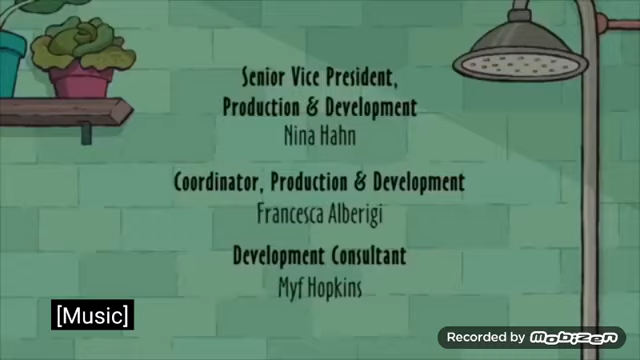 Senior Vice President,
Production & Development
Nina Hahn
Coordinator, Production & Development
Francesca Alberigi
Development Consultant
Myf Hopkins
[Music]
Recorded by mobizen